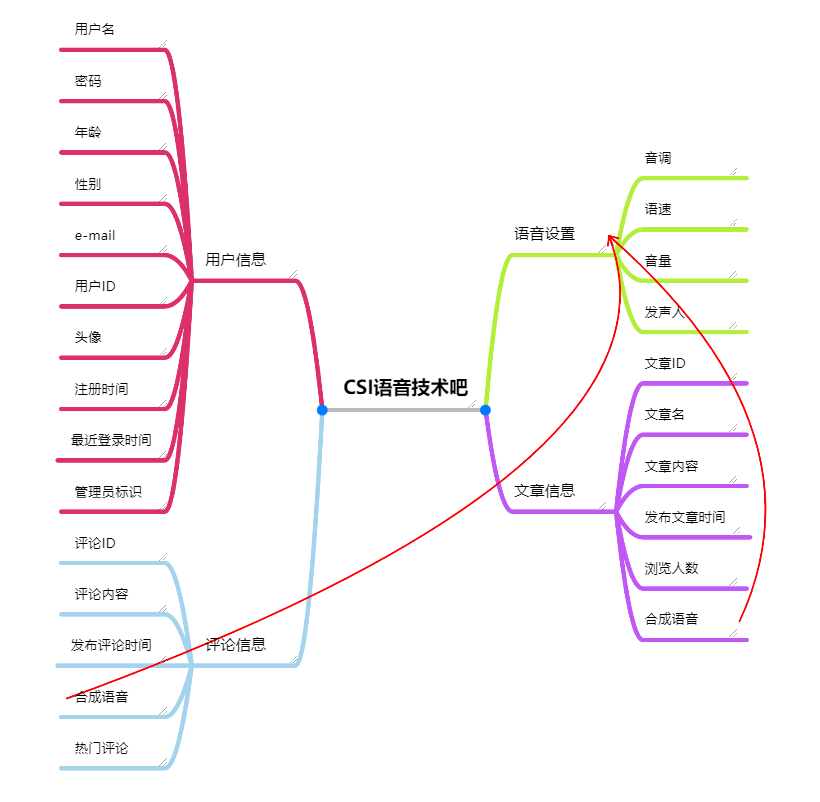 CSI语音技术吧
用户信息
用户名
密码
年龄
性别
e-mail
用户ID
头像
注册时间
最近登录时间
管理员标识
评论信息
评论ID
评论内容
发布评论时间
合成语音
热门评论
语音设置
音调
语速
音量
发声人
文章信息
文章ID
文章名
文章内容
发布文章时间
浏览人数
合成语音